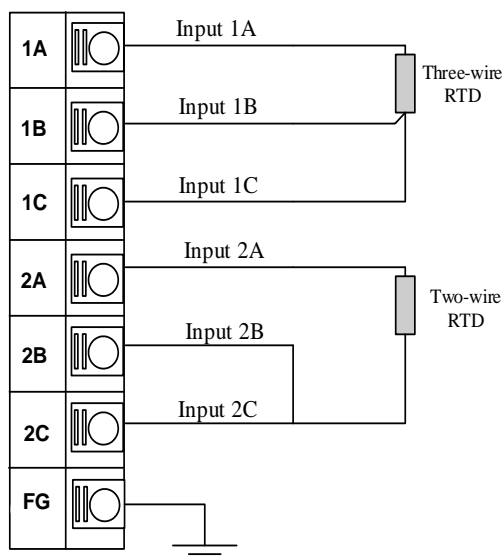 1A
Input 1A
Three-wire
RTD
1B
Input 1B
1C
Input 1C
2A
Input 2A
Two-wire
RTD
2B
Input 2B
2C
Input 2C
FG